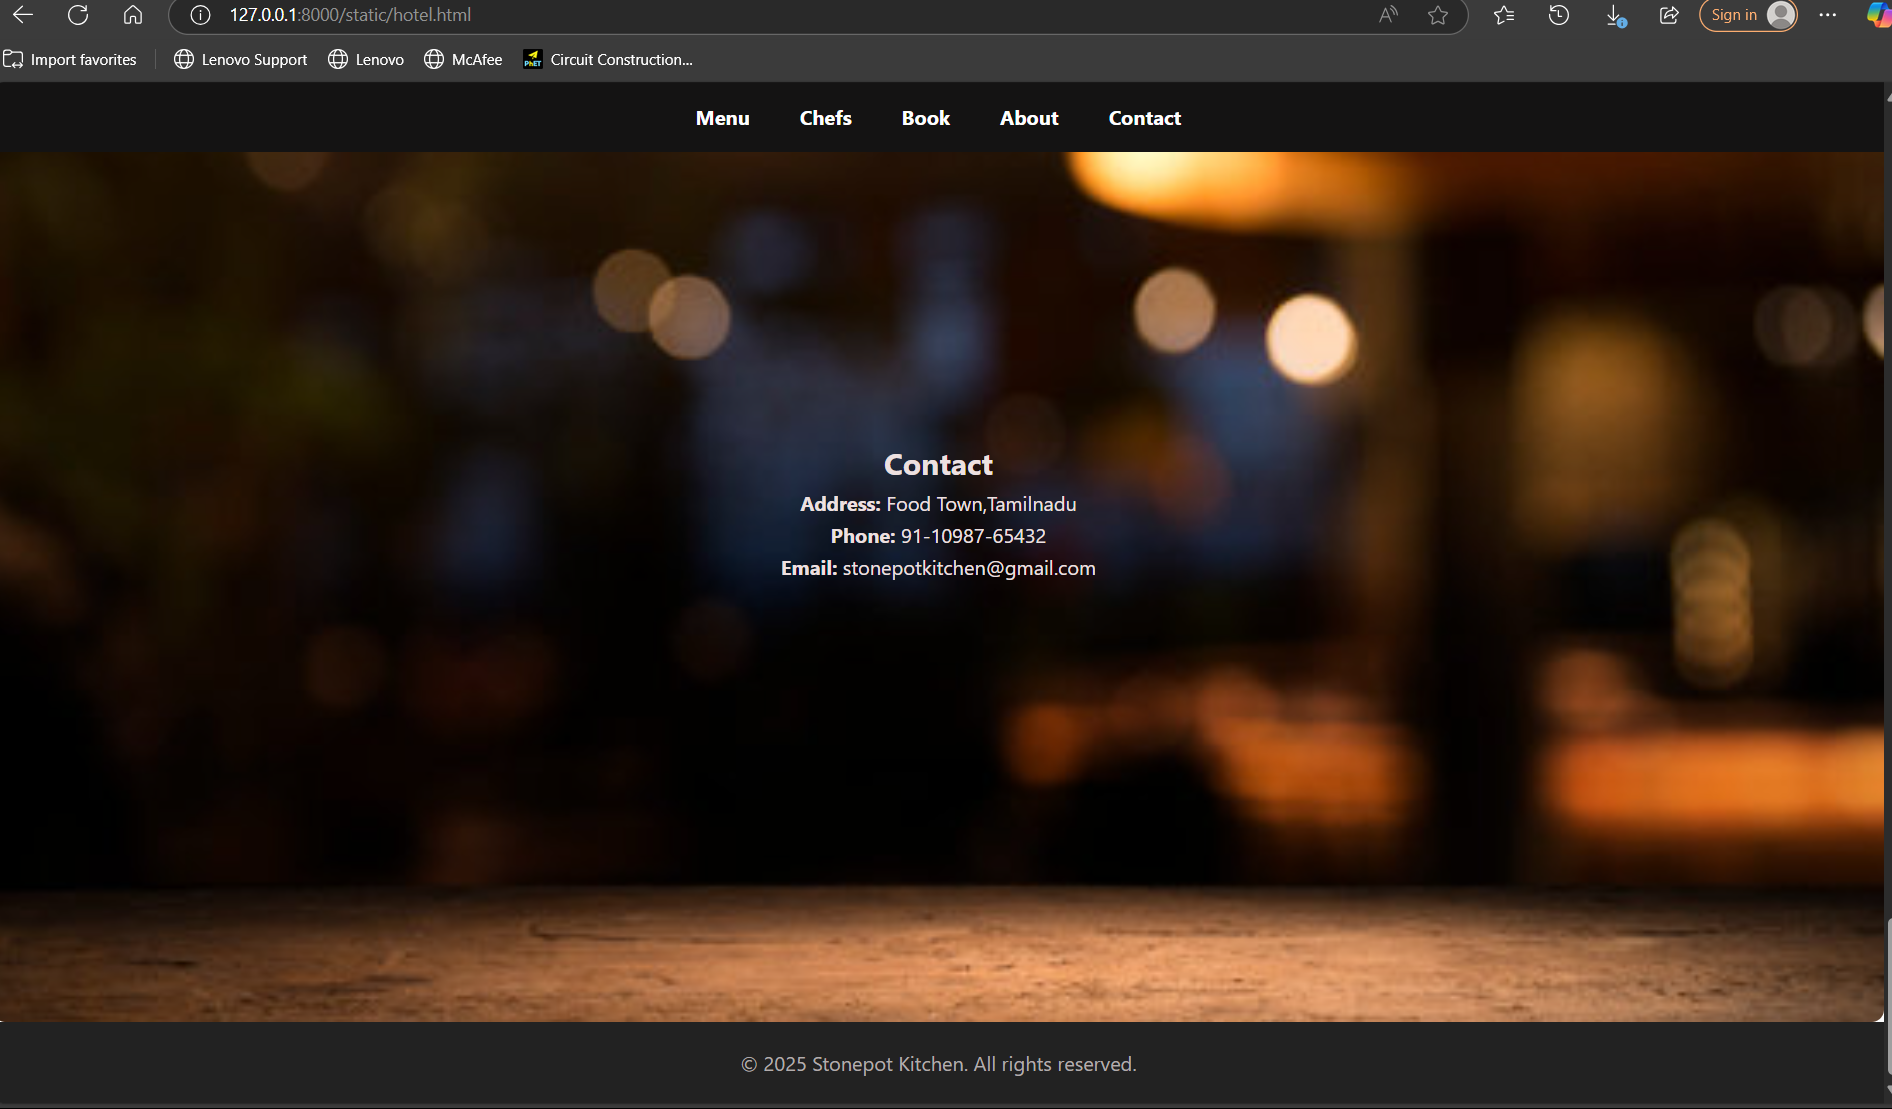 127.0.0.1:8000/static/hotel.html
Sign in
Import favorites
Lenovo Support
Lenovo
McAfee
PhET
Circuit Construction...
Menu
Chefs
Book
About
Contact
Contact
Address: Food Town,Tamilnadu
Phone: 91-10987-65432
Email: stonepotkitchen@gmail.com
© 2025 Stonepot Kitchen. All rights reserved.